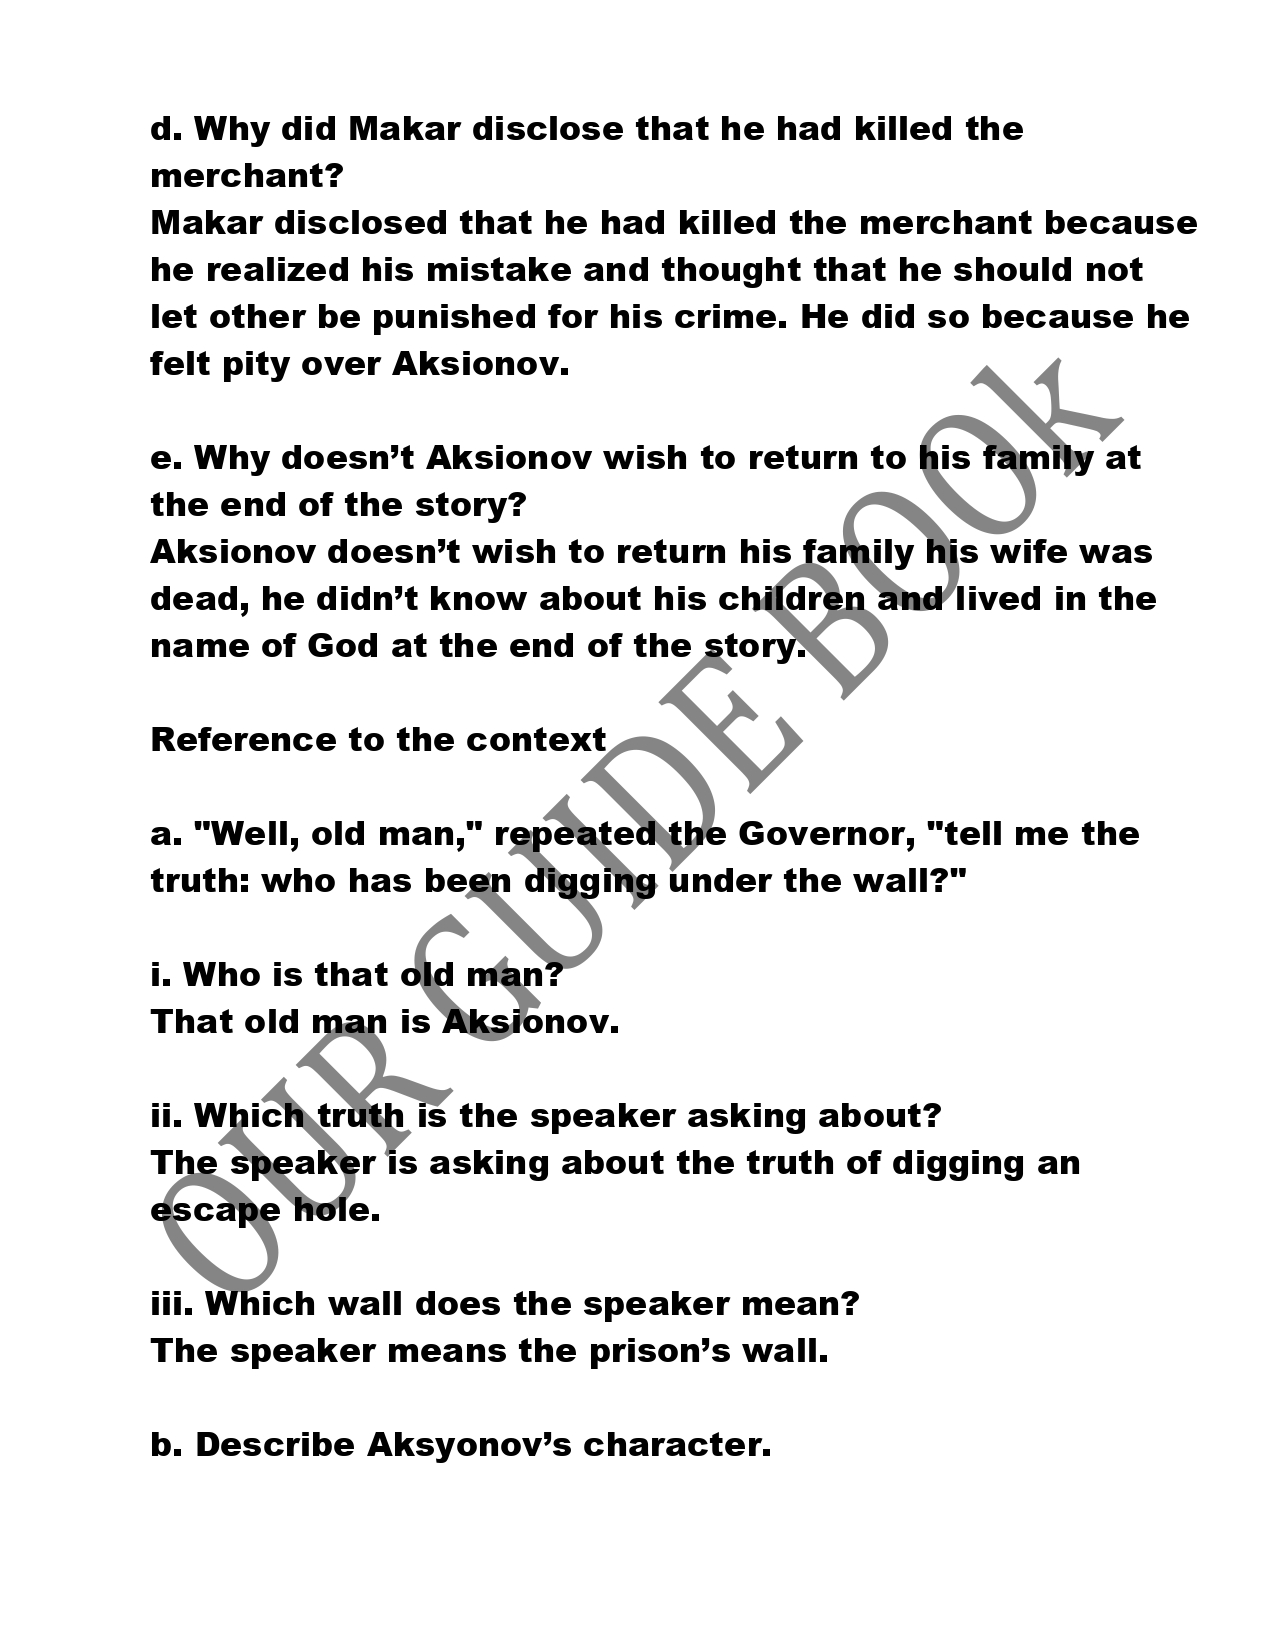 d. Why did Makar disclose that he had killed the
merchant?
Makar disclosed that he had killed the merchant because
he realized his mistake and thought that he should not
let other be punished for his crime. He did so because he
felt pity over Aksionov.
e. Why doesn’t Aksionov wish to return to his family at
the end of the story?
Aksionov doesn’t wish to return his family his wife was
dead, he didn’t know about his children and lived in the
name of God at the end of the story.
Reference to the context
a. "Well, old man," repeated the Governor, "tell me the
truth: who has been digging under the wall?"
i. Who is that old man?
That old man is Aksionov.
ii. Which truth is the speaker asking about?
The speaker is asking about the truth of digging an
escape hole.
iii. Which wall does the speaker mean?
The speaker means the prison’s wall.
b. Describe Aksyonov’s character.
OUR GUIDE BOOk